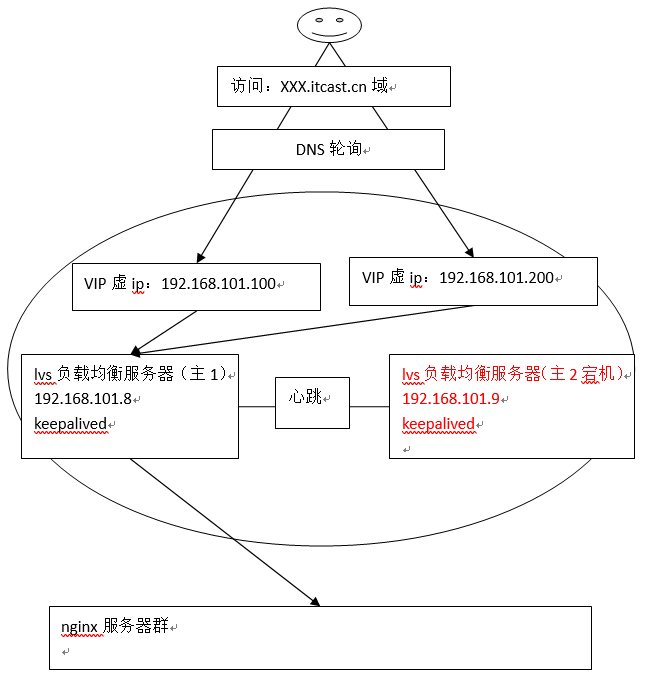 访问：XXX.itcast.cn 域
DNS 轮询
VIP 虚 ip：192.168.101.100
VIP 虚 ip：192.168.101.200
lvs 负载均衡服务器（主 1）
192.168.101.8
keepalived
心跳
lvs 负载均衡服务器（主 2 宕机）
192.168.101.9
keepalived
nginx 服务器群